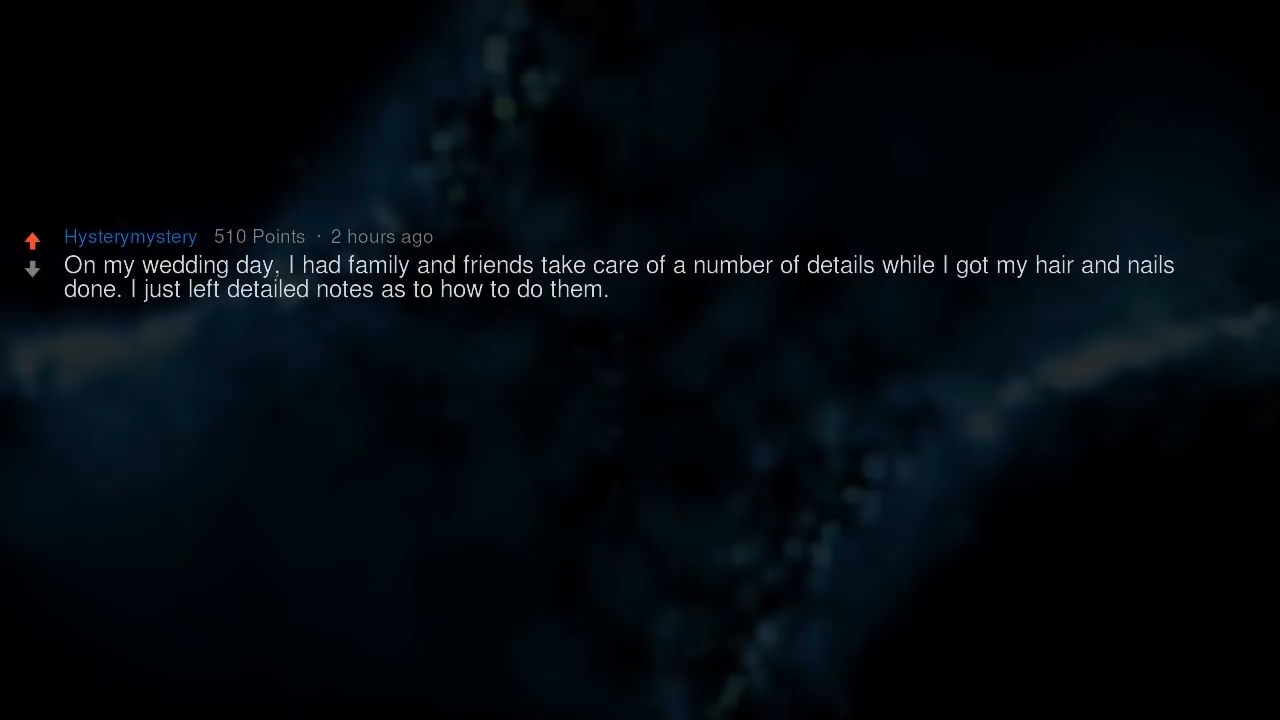 Hysterymystery 510 Points · 2 hours ago
On my wedding day, I had family and friends take care of a number of details while I got my hair and nails
done. I just left detailed notes as to how to do them.